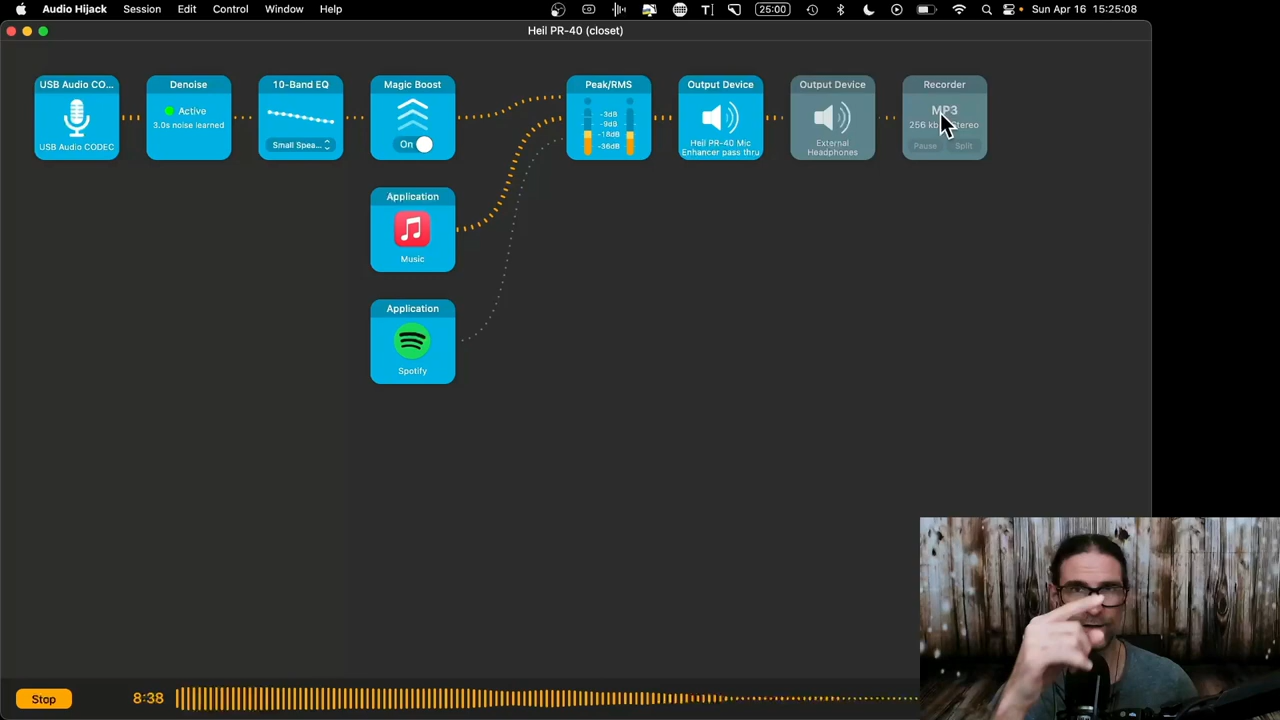 Audio Hijack Session Edit Control Window Help
25:00
Sun Apr 16 15:25:08
Heil PR-40 (closet)
USB Audio CO...
USB Audio CODEC
Denoise
Active
3.0s noise learned
10-Band EQ
Small Spea...
Magic Boost
On
Peak/RMS
-3dB
-9dB
-18dB
-36dB
Output Device
Heil PR-40 Mic
Enhancer pass thru
Output Device
External
Headphones
Recorder
MP3
Pause Split
Application
Music
Application
Spotify
Stop 8:38